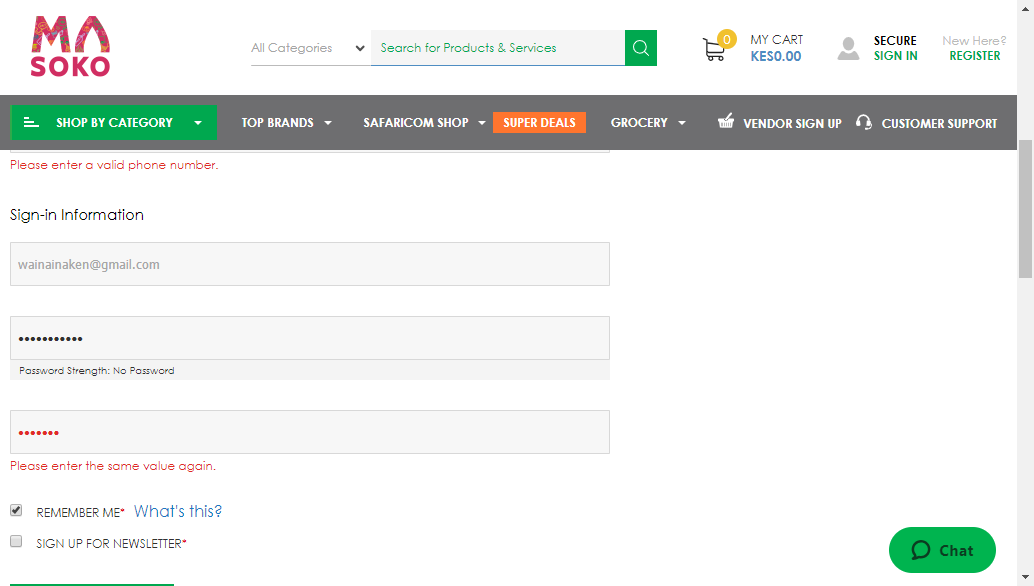 MA
SOKO
All Categories
Search for Products & Services
0
MY CART
KES0.00
SECURE
SIGN IN
New Here?
REGISTER
SHOP BY CATEGORY
TOP BRANDS
SAFARICOM SHOP
SUPER DEALS
GROCERY
VENDOR SIGN UP
CUSTOMER SUPPORT
Please enter a valid phone number.
Sign-in Information
wainainaken@gmail.com
•••••••••••
Password Strength: No Password
•••••••
Please enter the same value again.
REMEMBER ME* What's this?
SIGN UP FOR NEWSLETTER*
Chat